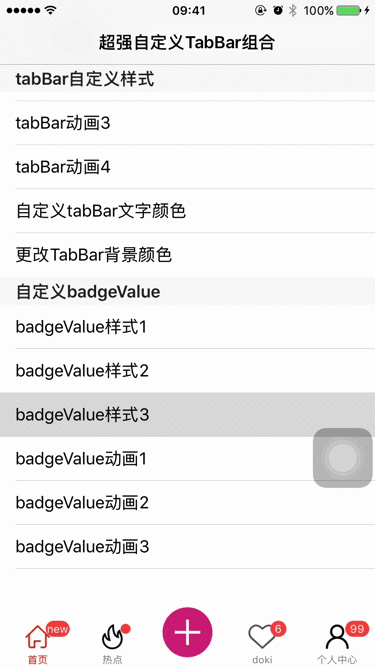 09:41
100%
超强自定义TabBar组合
tabBar自定义样式
tabBar动画3
tabBar动画4
自定义tabBar文字颜色
更改TabBar背景颜色
自定义badgeValue
badgeValue样式1
badgeValue样式2
badgeValue样式3
badgeValue动画1
badgeValue动画2
badgeValue动画3
new
6
99
首页
热点
doki
个人中心